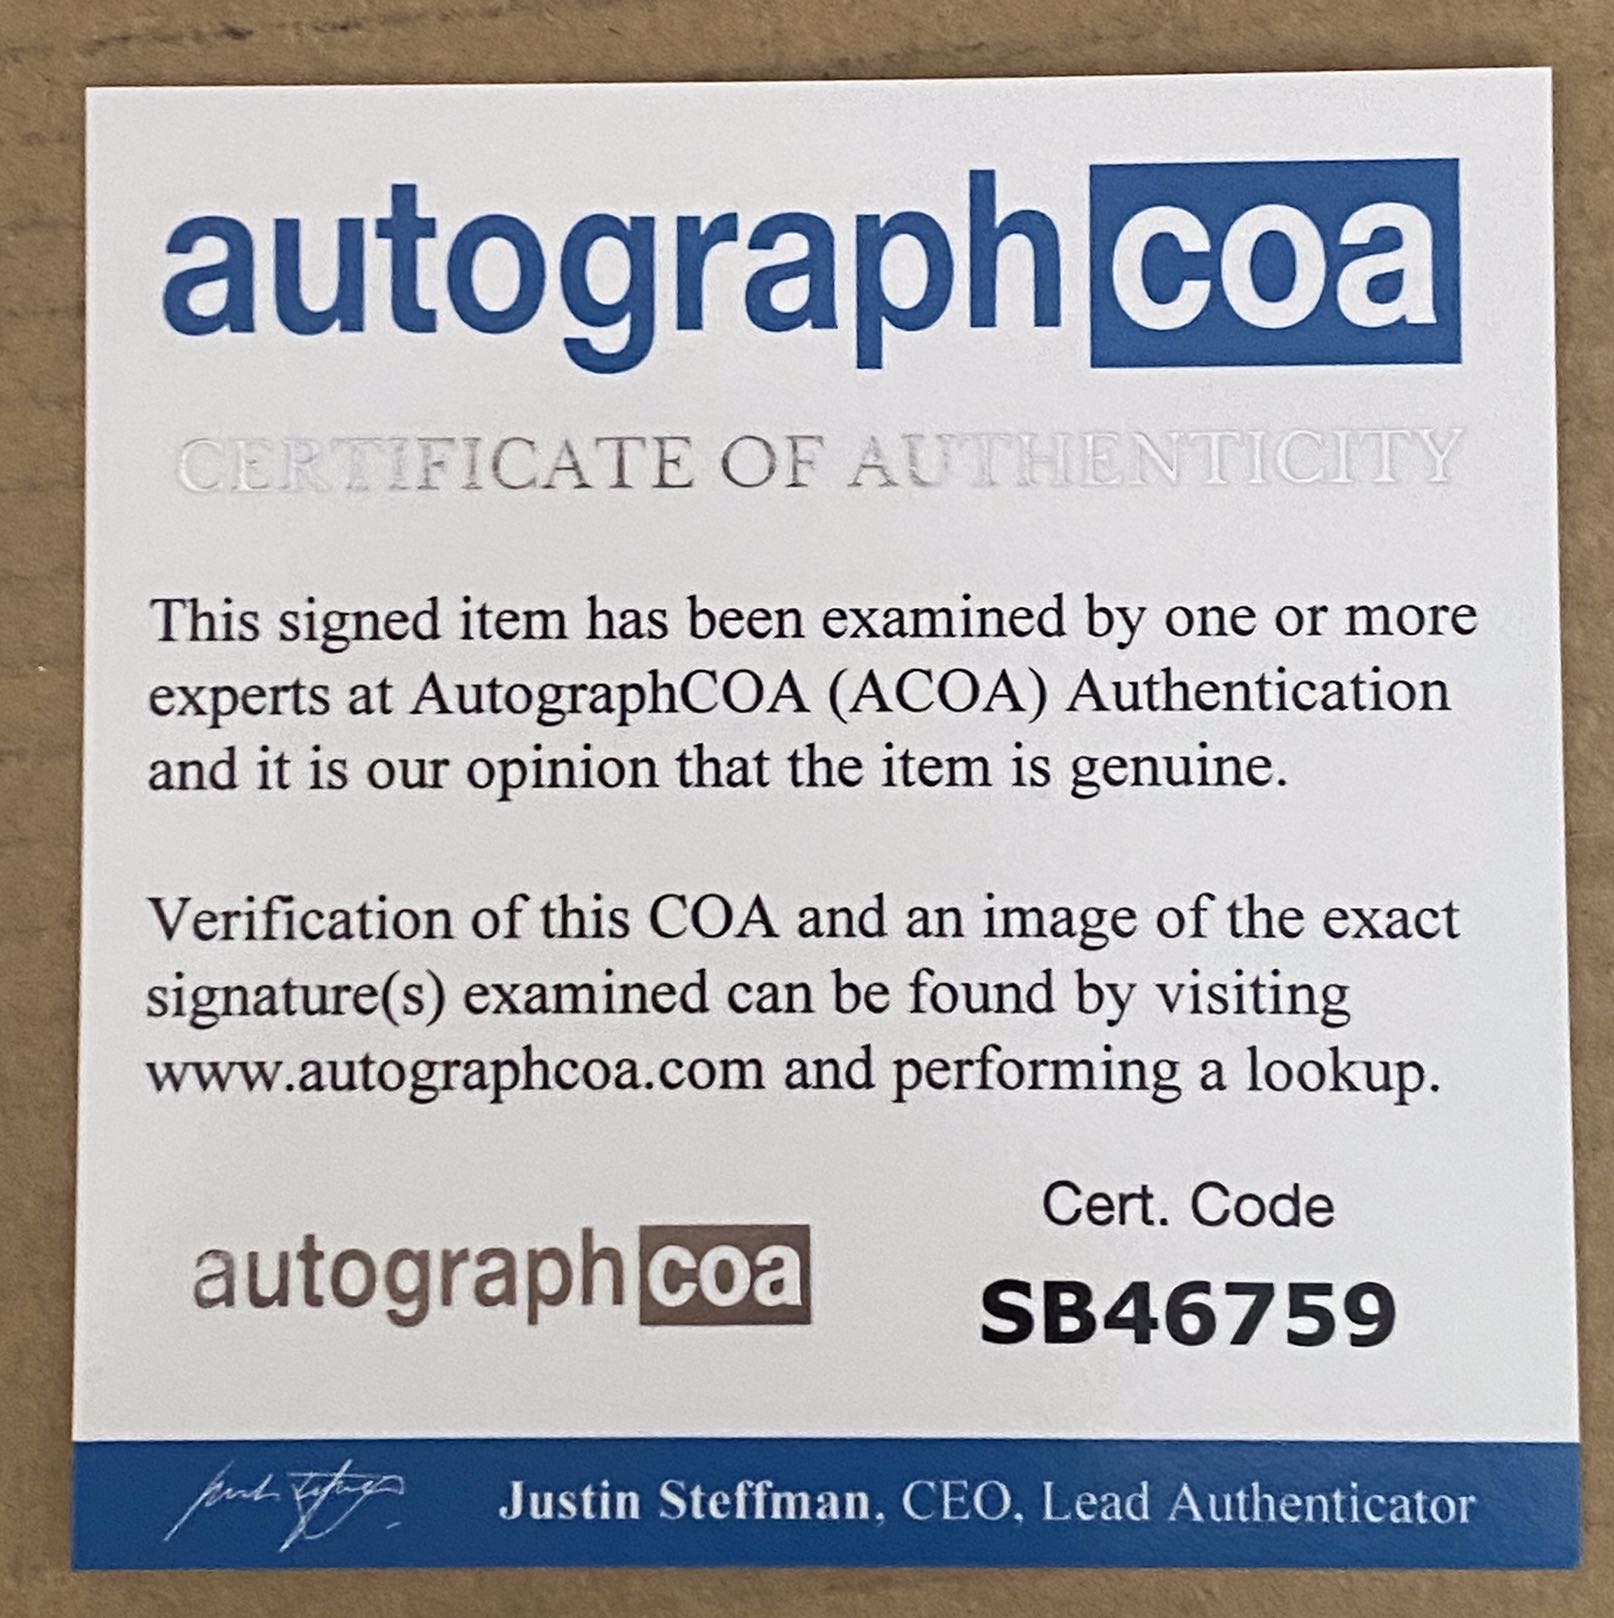 autographcoa
CERTIFICATE OF AUTHENTICITY
This signed item has been examined by one or more
experts at AutographCOA (ACOA) Authentication
and it is our opinion that the item is genuine.
Verification of this COA and an image of the exact
signature(s) examined can be found by visiting
www.autographcoa.com and performing a lookup.
autographcoa
Cert. Code
SB46759
Justin Steffman, CEO, Lead Authenticator